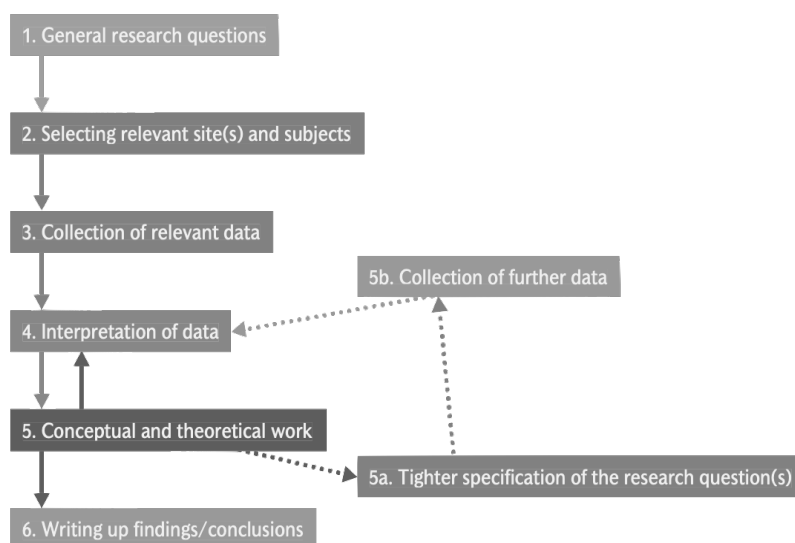 1. General research questions
2. Selecting relevant site(s) and subjects
3. Collection of relevant data
5b. Collection of further data
4. Interpretation of data
5. Conceptual and theoretical work
5a. Tighter specification of the research question(s)
6. Writing up findings/conclusions